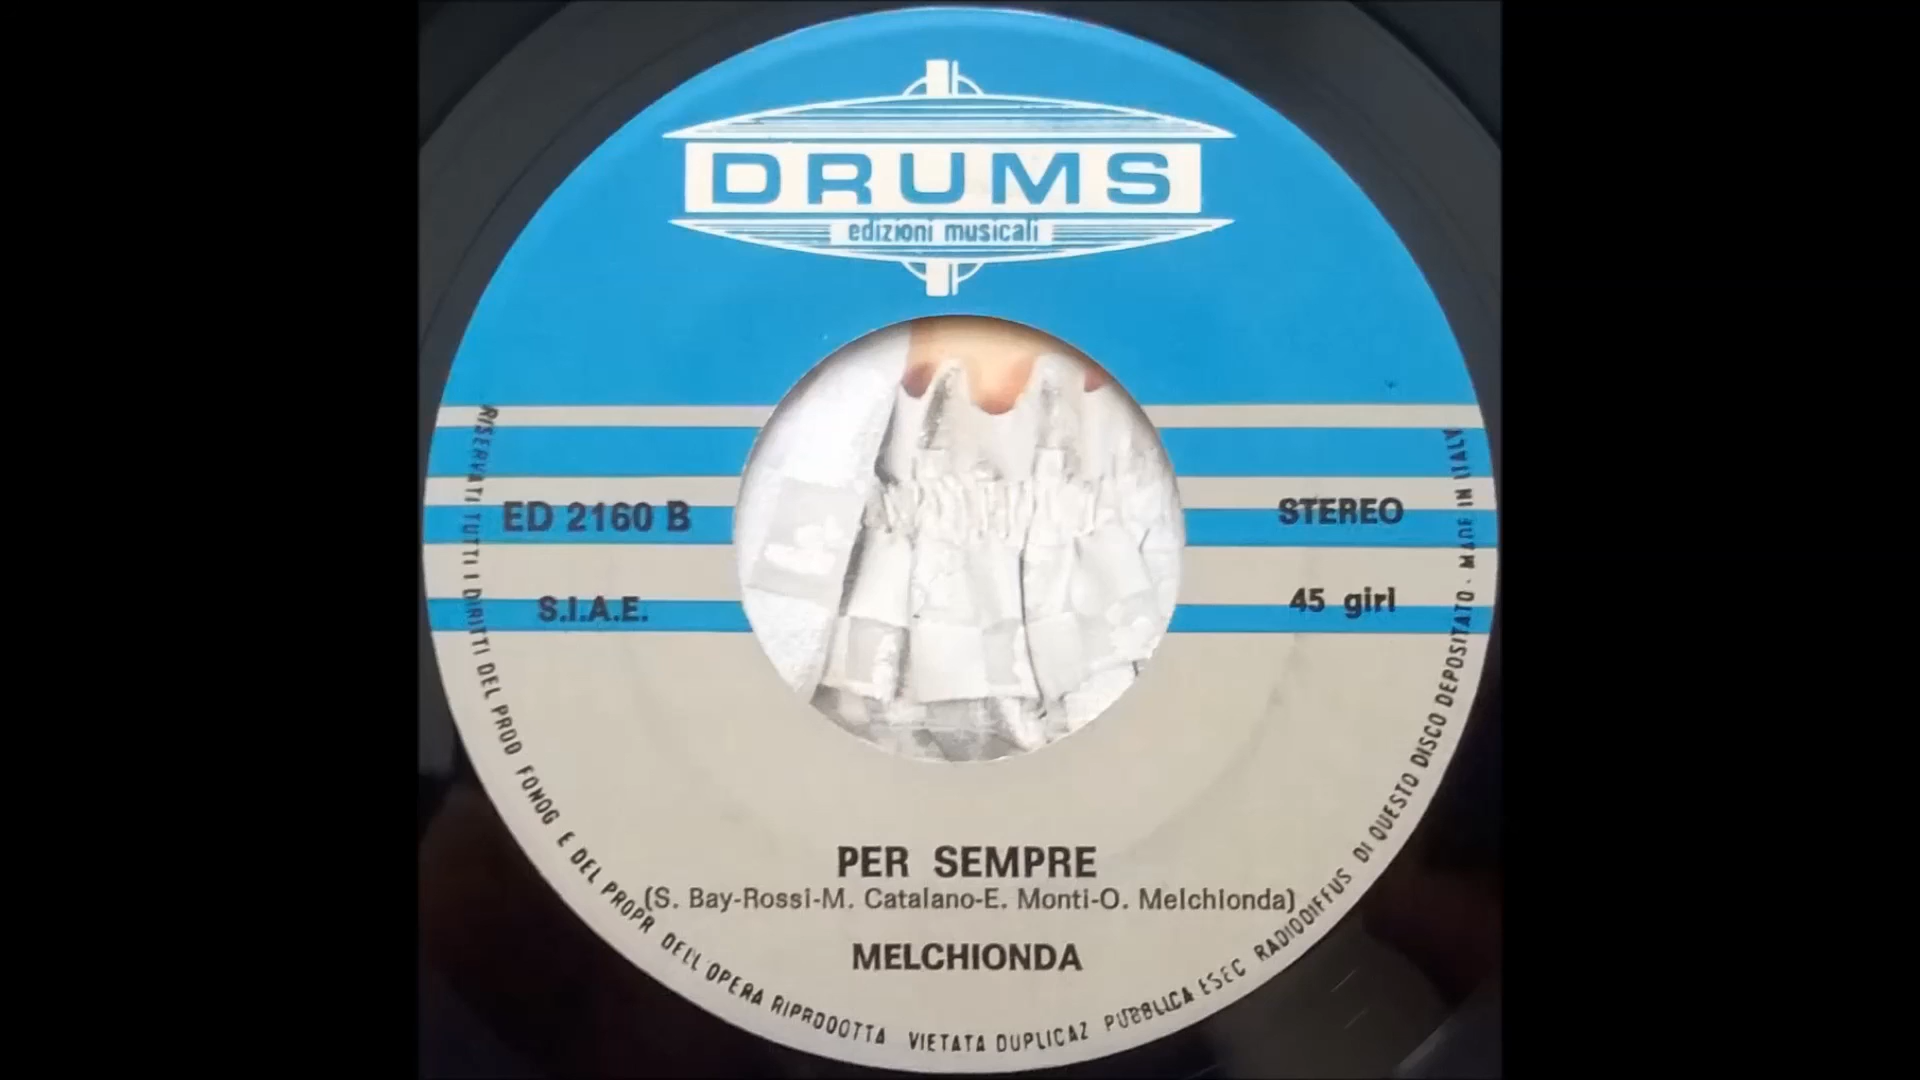 DRUMS
edizioni musicali
ED 2160 B
STEREO
S.I.A.E.
45 giri
PER SEMPRE
(S. Bay-Rossi-M. Catalano-E. Monti-O. Melchionda)
MELCHIONDA
RISERVATI TUTTI I DIRITTI DEL PROD FONOG E DEL PROPR DELL'OPERA RIPRODOTTA VIETATA DUPLICAZ PUBBLICA ESEC RADIODIFFUS DI QUESTO DISCO DEPOSITATO - MADE IN ITALY